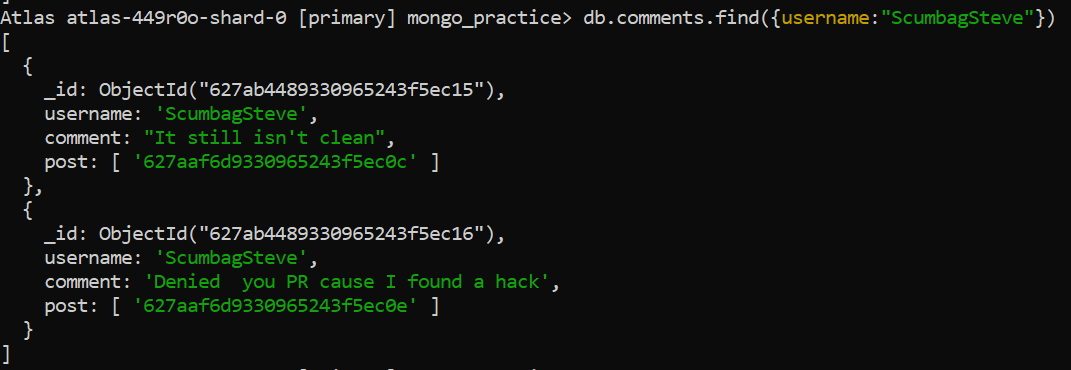 Atlas atlas-449r0o-shard-0 [primary] mongo_practice> db.comments.find({username:"ScumbagSteve"})
[
  {
    _id: ObjectId("627ab4489330965243f5ec15"),
    username: 'ScumbagSteve',
    comment: "It still isn't clean",
    post: [ '627aaf6d9330965243f5ec0c' ]
  },
  {
    _id: ObjectId("627ab4489330965243f5ec16"),
    username: 'ScumbagSteve',
    comment: 'Denied  you PR cause I found a hack',
    post: [ '627aaf6d9330965243f5ec0e' ]
  }
]